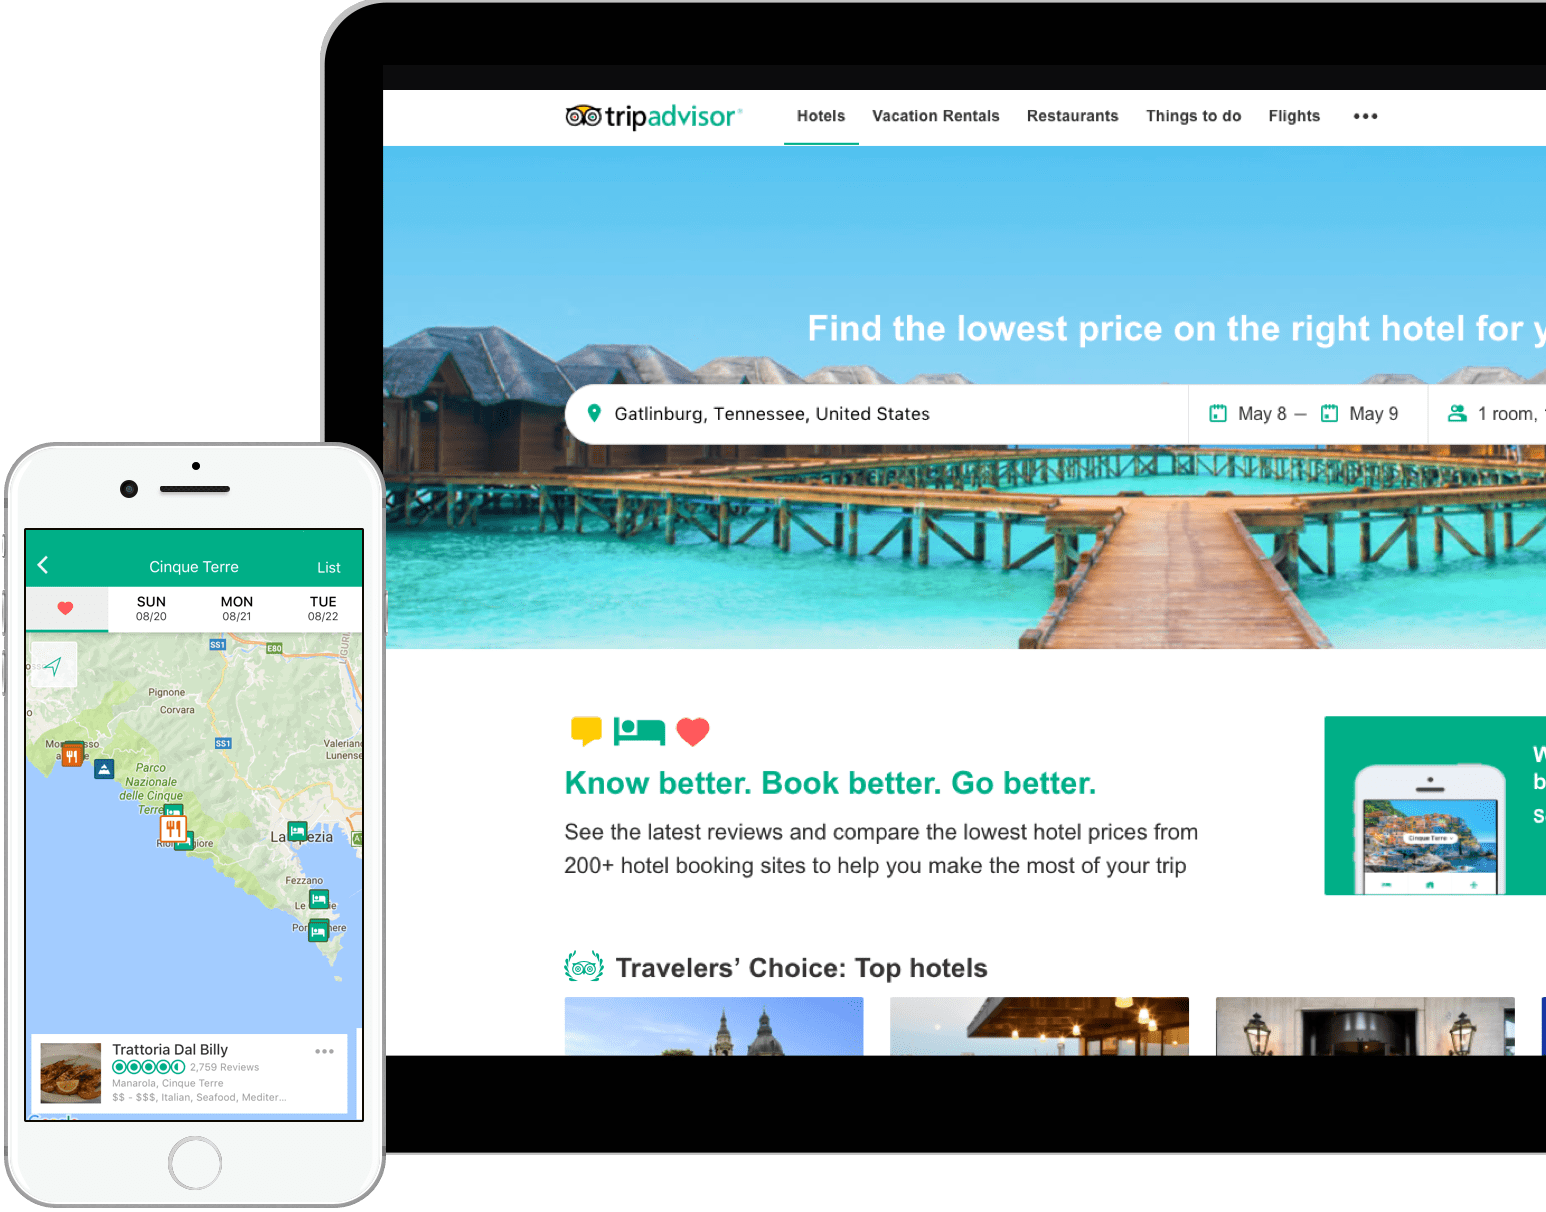 tripadvisor
Hotels
Vacation Rentals
Restaurants
Things to do
Flights
Find the lowest price on the right hotel for
Gatlinburg, Tennessee, United States
May 8 — May 9
1 room,
Know better. Book better. Go better.
See the latest reviews and compare the lowest hotel prices from
200+ hotel booking sites to help you make the most of your trip
Cinque Terre
Travelers’ Choice: Top hotels
Cinque Terre
List
SUN
08/20
MON
08/21
TUE
08/22
SS1
E80
Pignone
Corvara
SS1
Parco
Nazionale
delle Cinque
Terre
Fezzano
Trattoria Dal Billy
2,759 Reviews
Manarola, Cinque Terre
$$ - $$$, Italian, Seafood, Mediter...